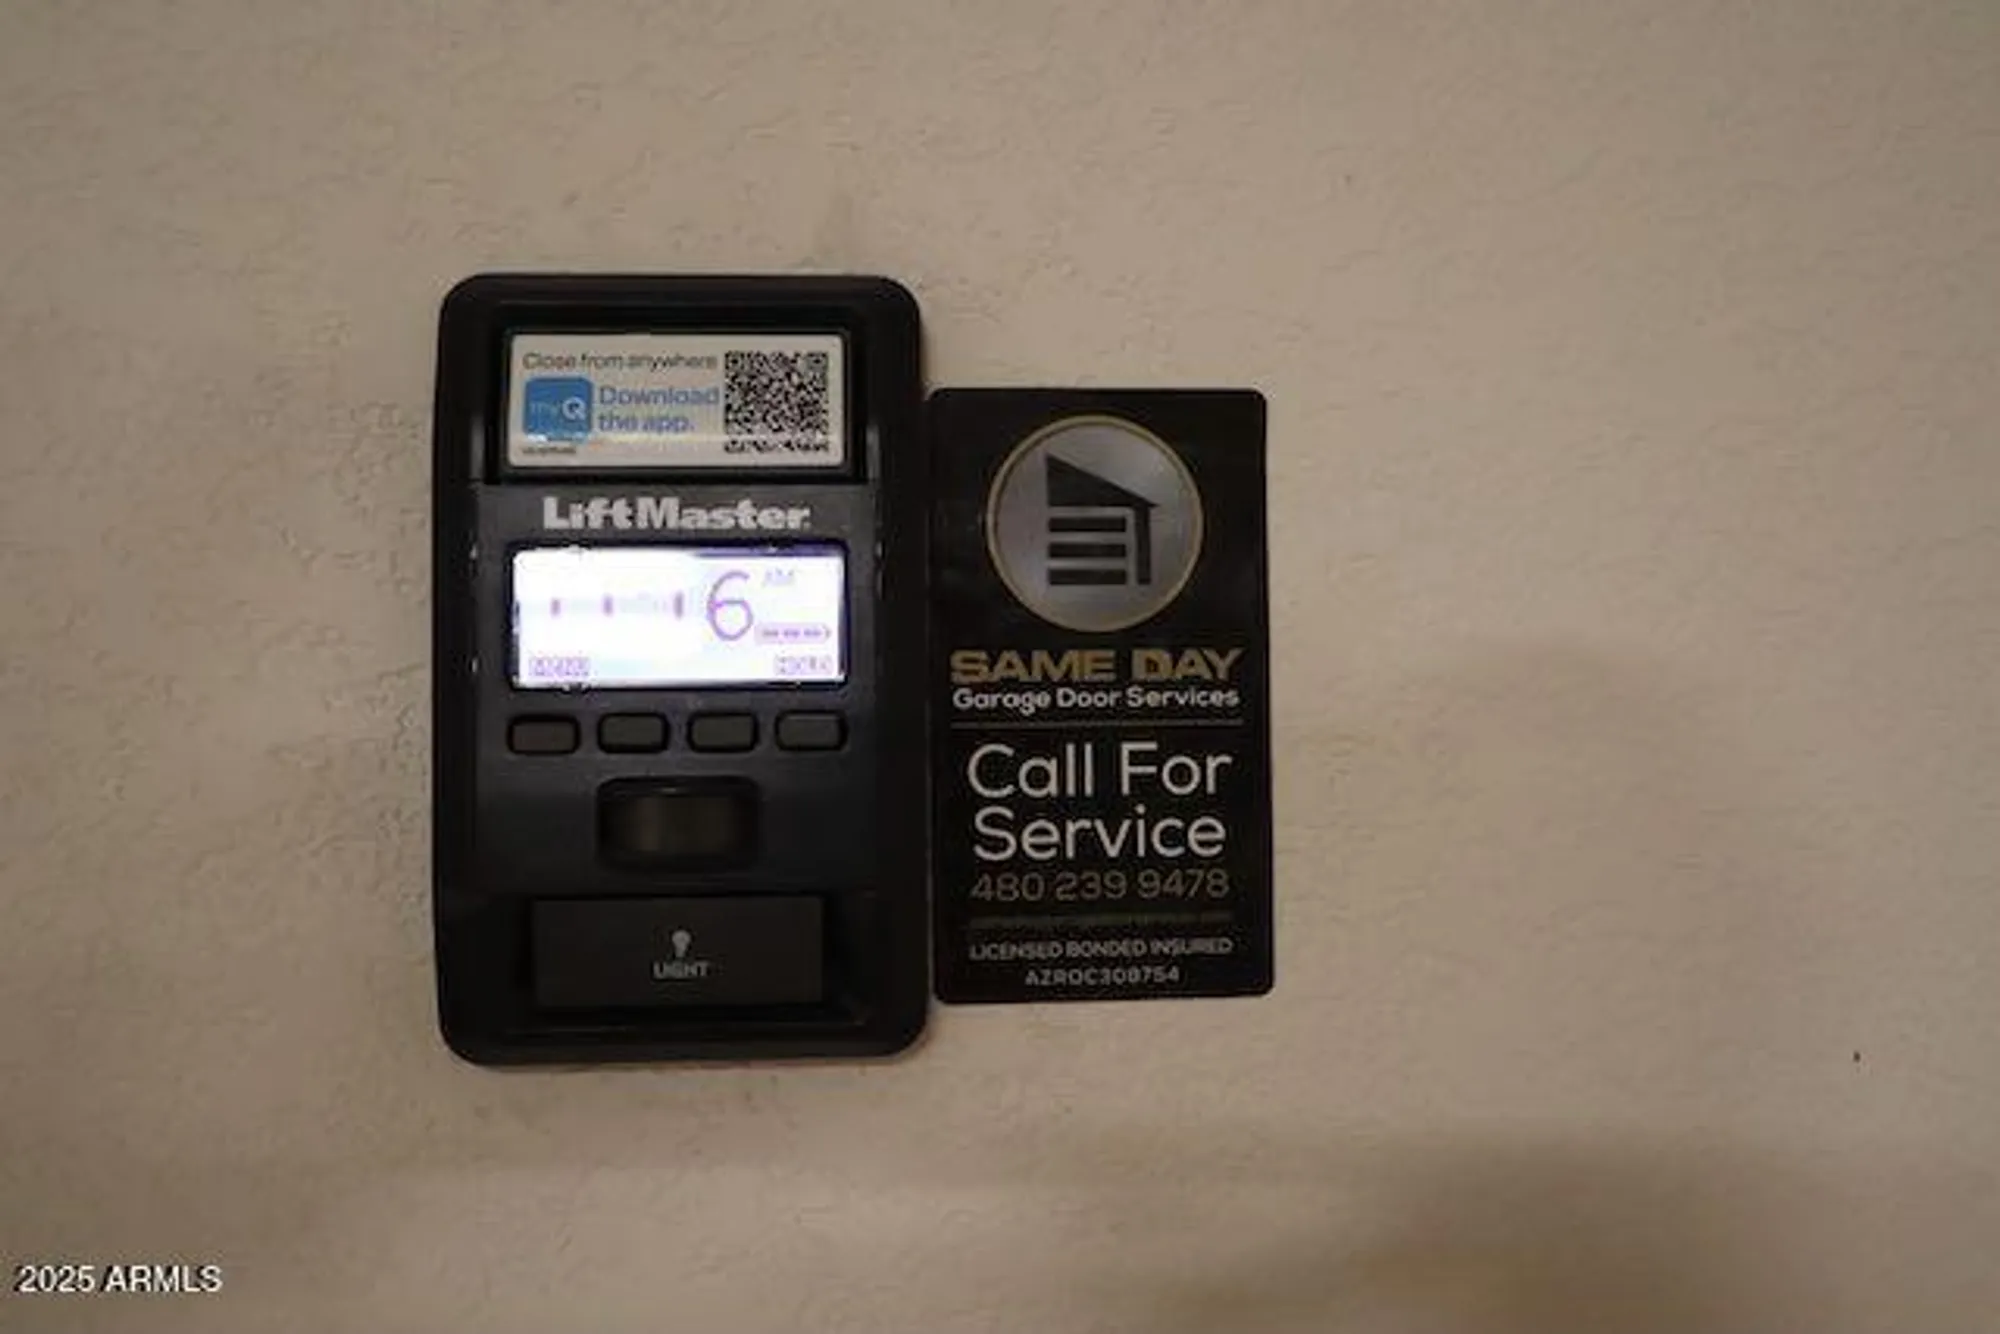 Close from anywhere
myQ
Download
the app.
LiftMaster
6
AM
LIGHT
SAME DAY
Garage Door Services
Call For
Service
480 239 9478
LICENSED BONDED INSURED
AZROC308754
2025 ARMLS